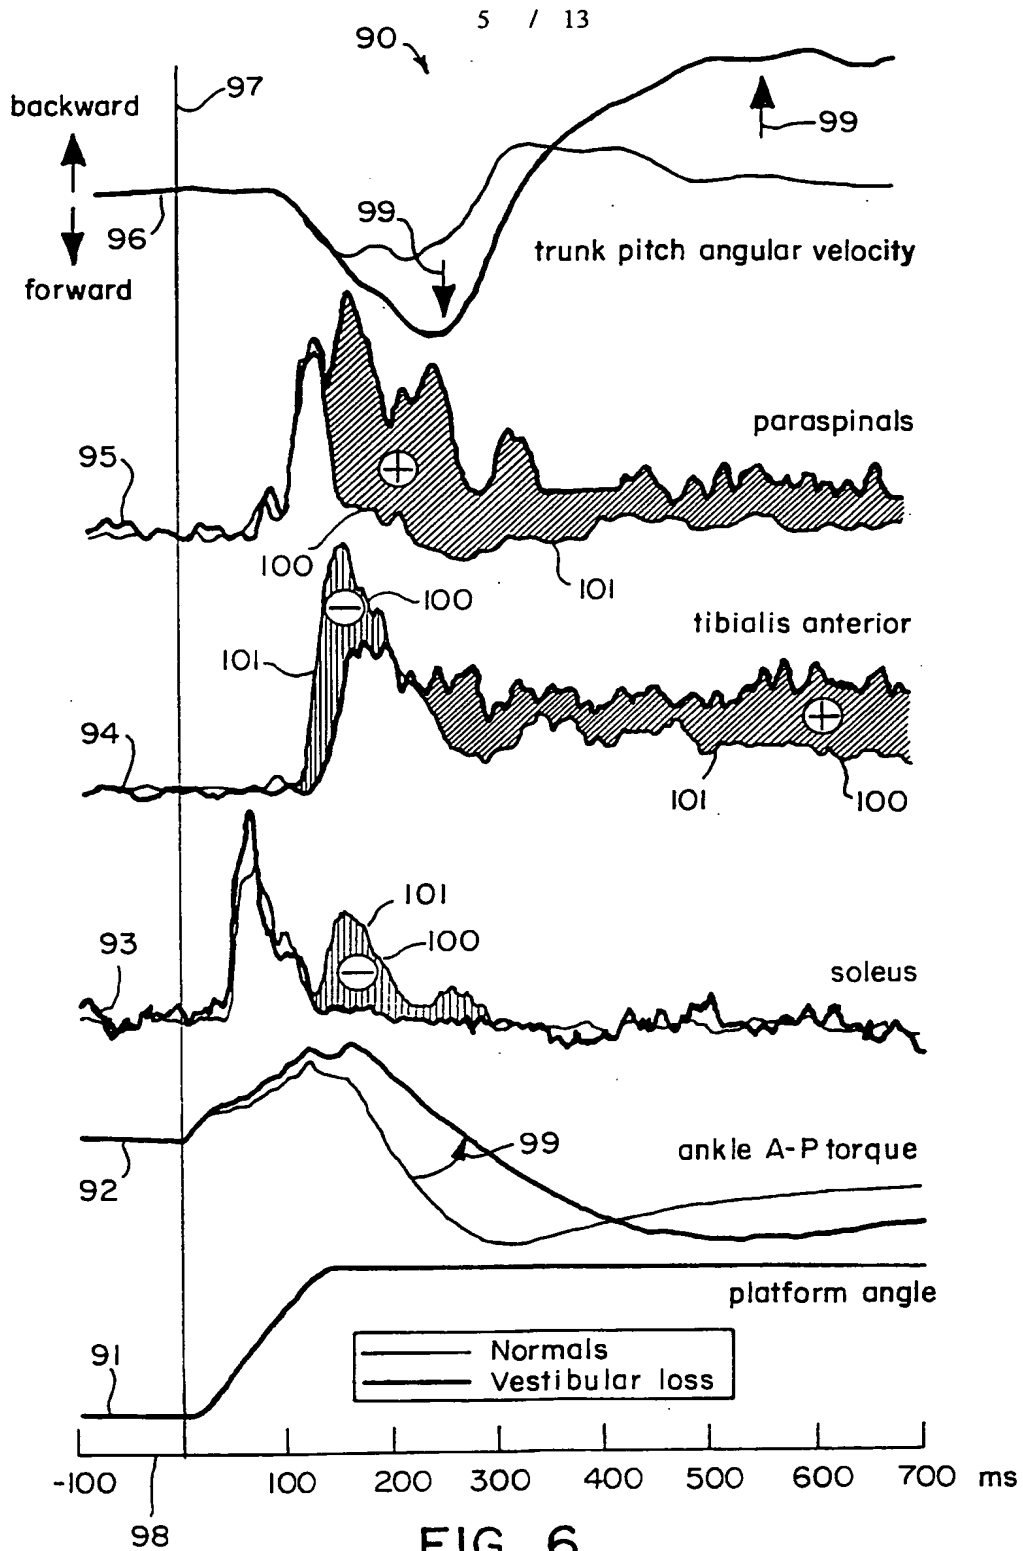 5 / 13
90
97
backward
99
99
96
trunk pitch angular velocity
forward
paraspinals
95
+
100
101
100
−
tibialis anterior
101
94
+
101
100
101
93
100
−
soleus
99
ankle A-P torque
92
platform angle
91
Normals
Vestibular loss
-100 100 200 300 400 500 600 700 ms
98
FIG. 6